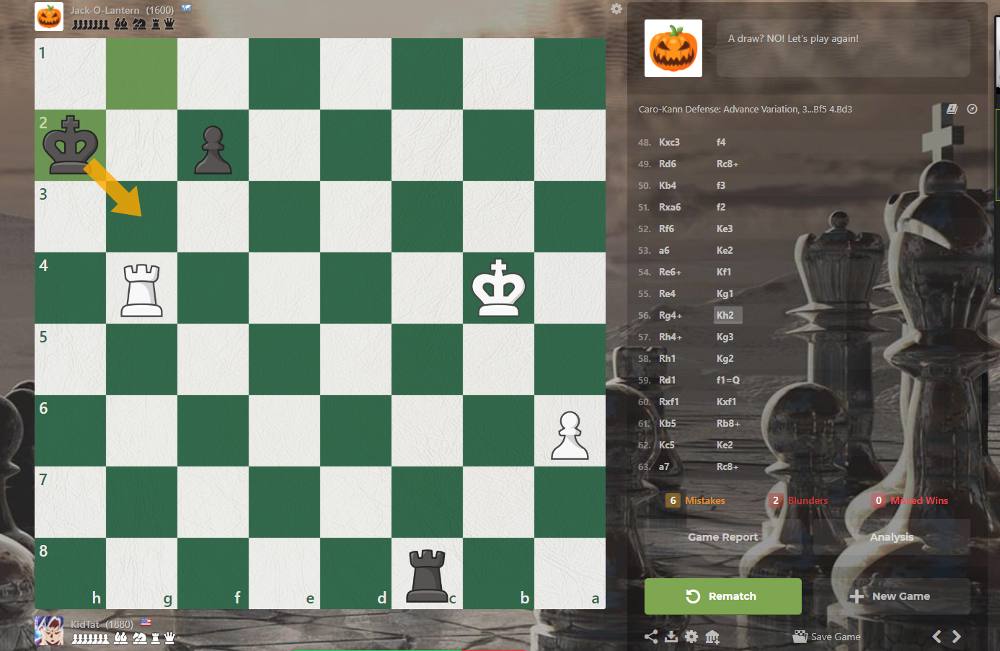 Jack-O-Lantern (1600)
A draw? NO! Let's play again!
Caro-Kann Defense: Advance Variation, 3...Bf5 4.Bd3
1
2
3
4
5
6
7
8
h g f e d c b a
48. Kxc3 f4
49. Rd6 Rc8+
50. Kb4 f3
51. Rxa6 f2
52. Rf6 Ke3
53. a6 Ke2
54. Re6+ Kf1
55. Re4 Kg1
56. Rg4+ Kh2
57. Rh4+ Kg3
58. Rh1 Kg2
59. Rd1 f1=Q
60. Rxf1 Kxf1
61. Kb5 Rb8+
62. Kc5 Ke2
63. a7 Rc8+
6 Mistakes 2 Blunders 0 Missed Wins
Game Report Analysis
Rematch New Game
KidTat (1880)
Save Game